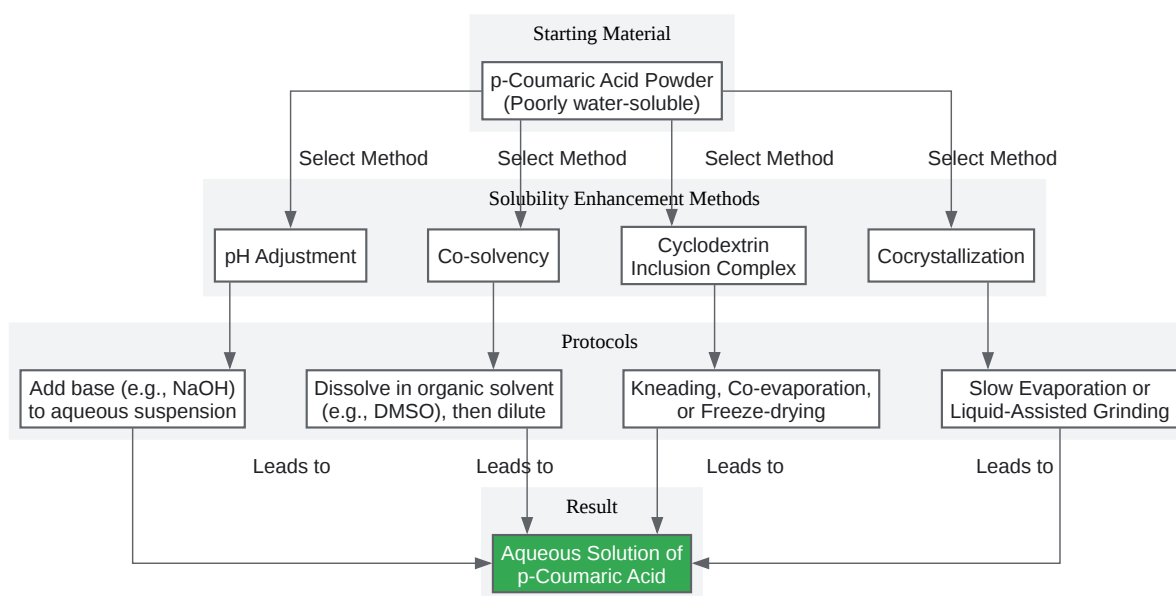 Starting Material
p-Coumaric Acid Powder
(Poorly water-soluble)
Select Method
Select Method
Select Method
Select Method
Solubility Enhancement Methods
pH Adjustment
Co-solvency
Cyclodextrin
Inclusion Complex
Cocrystallization
Protocols
Add base (e.g., NaOH)
to aqueous suspension
Dissolve in organic solvent
(e.g., DMSO), then dilute
Kneading, Co-evaporation,
or Freeze-drying
Slow Evaporation or
Liquid-Assisted Grinding
Leads to
Leads to
Leads to
Leads to
Result
Aqueous Solution of
p-Coumaric Acid